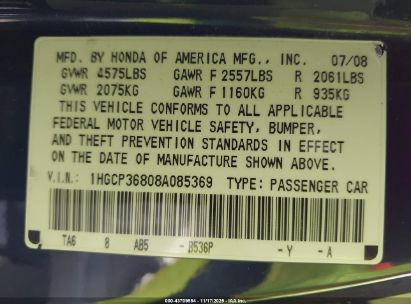 MFD. BY HONDA OF AMERICA MFG., INC. 07/08
GVWR 4575LBS GAWR F 2557LBS R 2061LBS
GVWR 2075KG GAWR F 1160KG R 935KG
THIS VEHICLE CONFORMS TO ALL APPLICABLE
FEDERAL MOTOR VEHICLE SAFETY, BUMPER,
AND THEFT PREVENTION STANDARDS IN EFFECT ON
THE DATE OF MANUFACTURE SHOWN ABOVE.
V.I.N.: 1HGCP36808A085369 TYPE: PASSENGER CAR
TA6 8 AB5 - B536P -Y -A